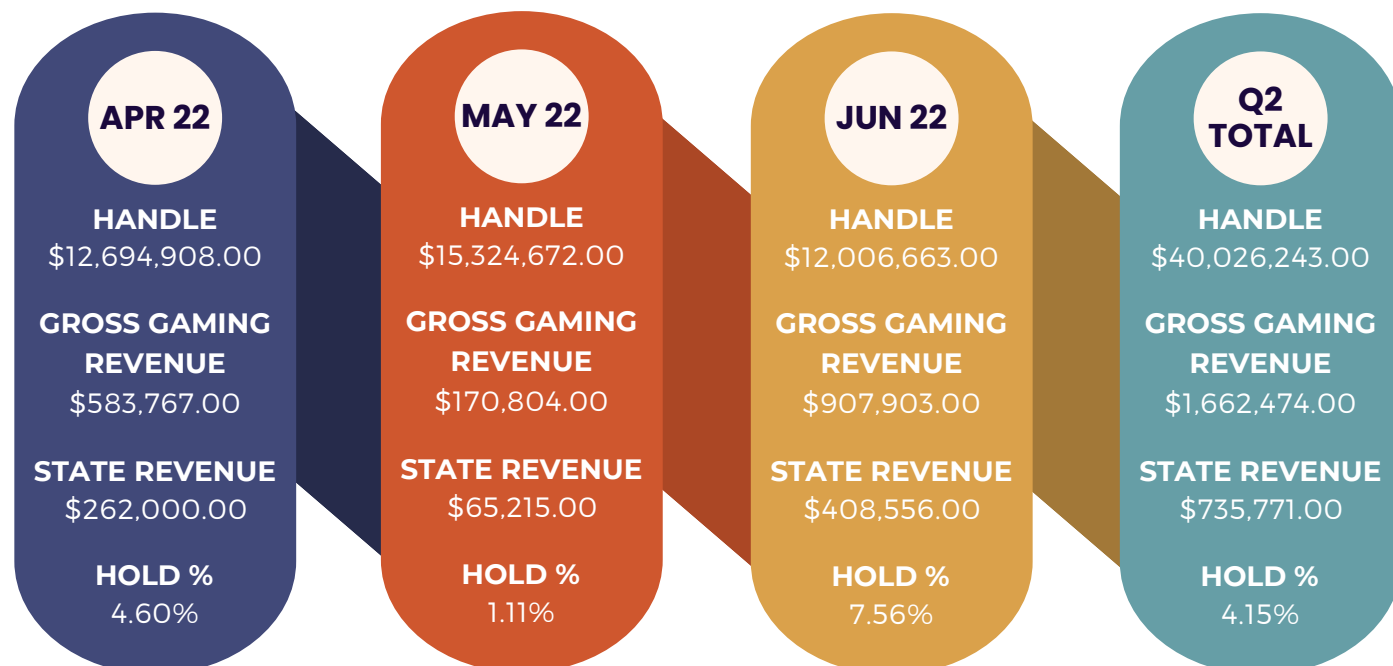 APR 22
HANDLE
$12,694,908.00
GROSS GAMING
REVENUE
$583,767.00
STATE REVENUE
$262,000.00
HOLD %
4.60%
MAY 22
HANDLE
$15,324,672.00
GROSS GAMING
REVENUE
$170,804.00
STATE REVENUE
$65,215.00
HOLD %
1.11%
JUN 22
HANDLE
$12,006,663.00
GROSS GAMING
REVENUE
$907,903.00
STATE REVENUE
$408,556.00
HOLD %
7.56%
Q2
TOTAL
HANDLE
$40,026,243.00
GROSS GAMING
REVENUE
$1,662,474.00
STATE REVENUE
$735,771.00
HOLD %
4.15%